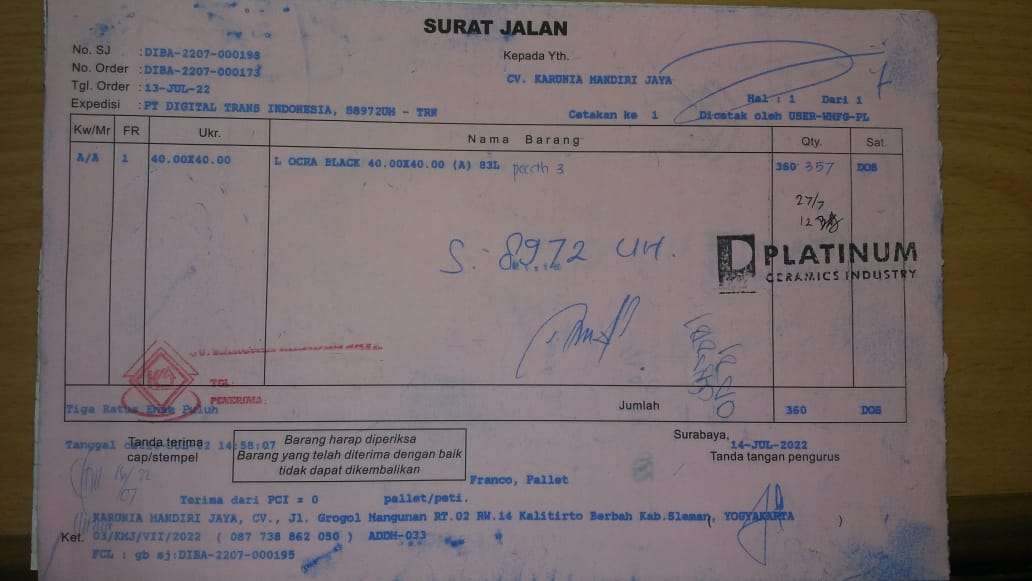 SURAT JALAN
No. SJ : DIBA-2207-000198
No. Order : DIBA-2207-000173
Tgl. Order : 13-JUL-22
Expedisi : PT DIGITAL TRANS INDONESIA, S8972UH - TRN
Kepada Yth.
CV. KARUNIA MANDIRI JAYA
Hal : 1 Dari 1
Cetakan ke 1 Dicetak oleh USER-WHFG-PL
Kw/Mr FR Ukr. Nama Barang Qty. Sat.
A/A 1 40.00X40.00 L OCRA BLACK 40.00X40.00 (A) 83L pecah 3 360 357 DOS
27/7
12
S. 8972 UH.
PLATINUM
CERAMICS INDUSTRY
TGL:
PENERIMA:
Tiga Ratus Enam Puluh Jumlah 360 DOS
Tanggal 14:58:07
Tanda terima
cap/stempel
Barang harap diperiksa
Barang yang telah diterima dengan baik
tidak dapat dikembalikan
Surabaya, 14-JUL-2022
Tanda tangan pengurus
Franco, Pallet
Terima dari PCI = 0 pallet/peti.
KARUNIA MANDIRI JAYA, CV., Jl. Grogol Mangunan RT.02 RW.14 Kalitirto Berbah Kab.Sleman, YOGYAKARTA )
Ket. 03/KMJ/VII/2022 ( 087 738 862 050 ) ADDH-033
FCL : gb sj:DIBA-2207-000195